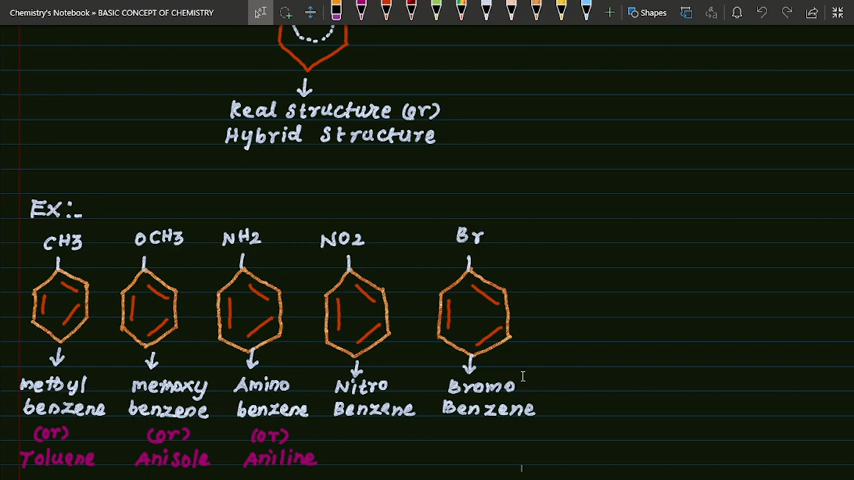 Chemistry's Notebook » BASIC CONCEPT OF CHEMISTRY
Shapes
Real Structure (or)
Hybrid Structure
Ex:-
CH3 OCH3 NH2 NO2 Br
methyl methoxy Amino Nitro Bromo
benzene benzene benzene Benzene Benzene
(or) (or) (or)
Toluene Anisole Aniline